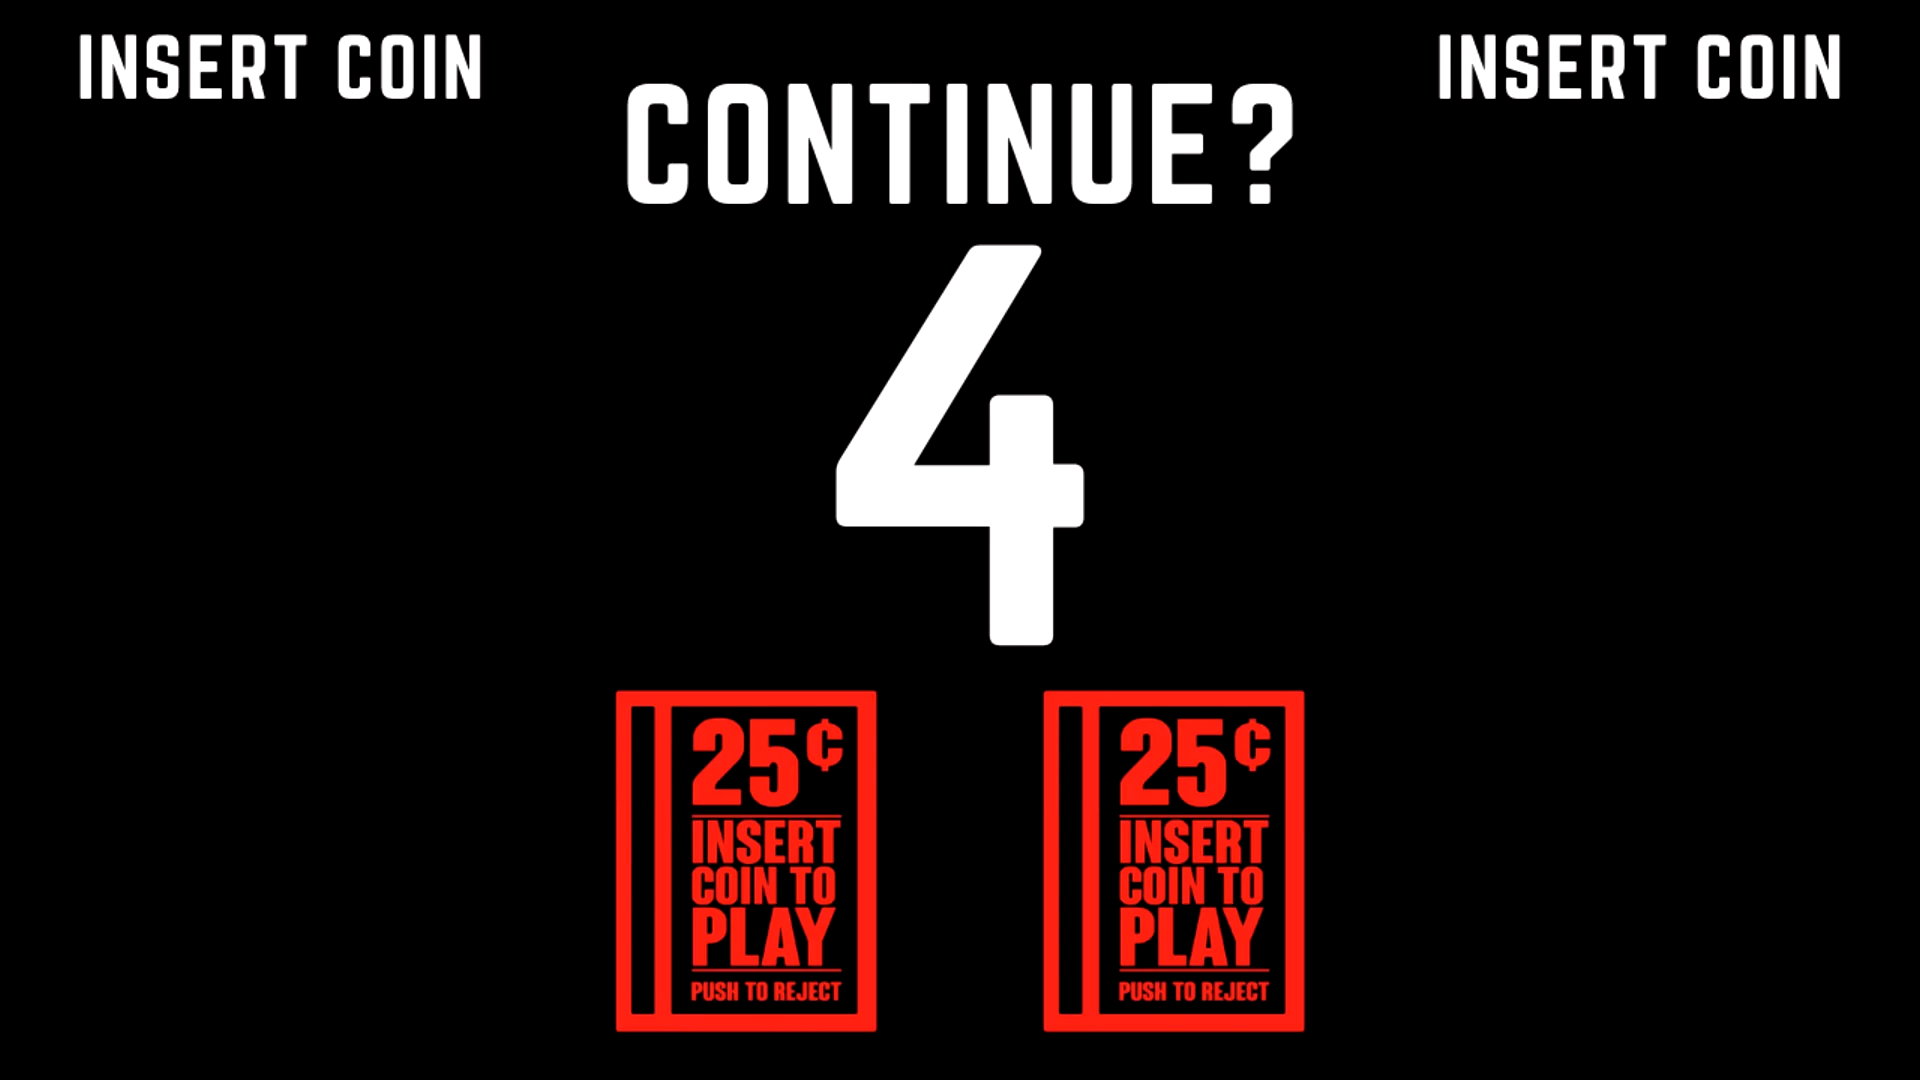 INSERT COIN
INSERT COIN
CONTINUE?
4
25¢
INSERT
COIN TO
PLAY
PUSH TO REJECT
25¢
INSERT
COIN TO
PLAY
PUSH TO REJECT